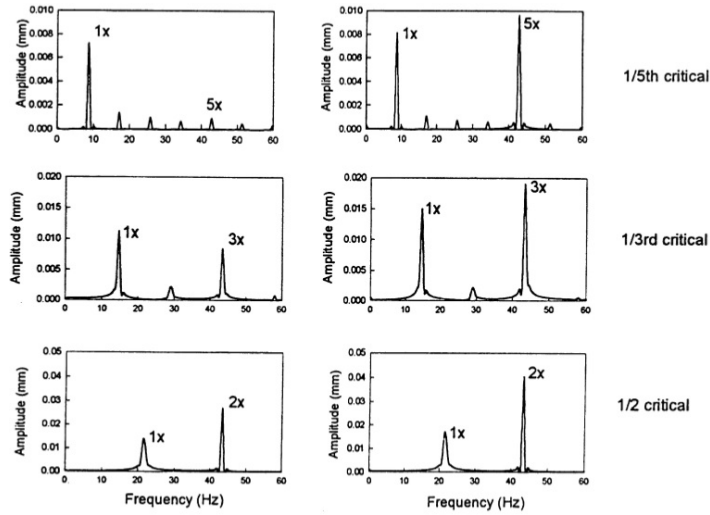 0.010
0.008
0.006
0.004
0.002
0.000
Amplitude (mm)
1x
5x
0 10 20 30 40 50 60
0.010
0.008
0.006
0.004
0.002
0.000
Amplitude (mm)
1x
5x
0 10 20 30 40 50 60
1/5th critical
0.020
0.015
0.010
0.005
0.000
Amplitude (mm)
1x
3x
0 10 20 30 40 50 60
0.020
0.015
0.010
0.005
0.000
Amplitude (mm)
1x
3x
0 10 20 30 40 50 60
1/3rd critical
0.05
0.04
0.03
0.02
0.01
0.00
Amplitude (mm)
1x
2x
0 10 20 30 40 50 60
Frequency (Hz)
0.05
0.04
0.03
0.02
0.01
0.00
Amplitude (mm)
1x
2x
0 10 20 30 40 50 60
Frequency (Hz)
1/2 critical